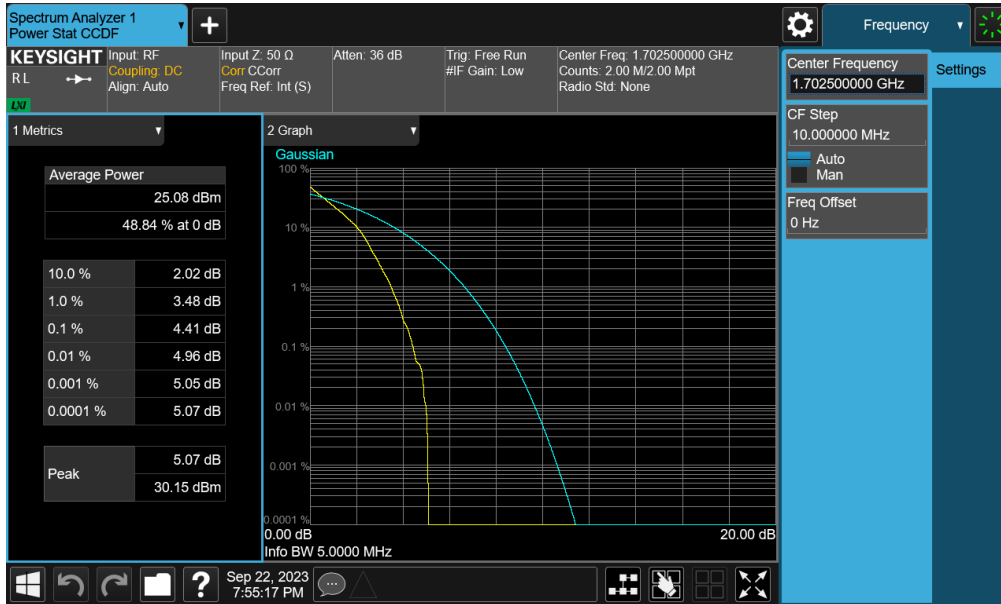 Spectrum Analyzer 1
Power Stat CCDF
Frequency
KEYSIGHT
R L
LXI
Input: RF
Coupling: DC
Align: Auto
Input Z: 50 Ω
Corr CCorr
Freq Ref: Int (S)
Atten: 36 dB
Trig: Free Run
#IF Gain: Low
Center Freq: 1.702500000 GHz
Counts: 2.00 M/2.00 Mpt
Radio Std: None
Center Frequency
1.702500000 GHz
Settings
CF Step
10.000000 MHz
Auto
Man
Freq Offset
0 Hz
1 Metrics
Average Power
25.08 dBm
48.84 % at 0 dB
10.0 % 2.02 dB
1.0 % 3.48 dB
0.1 % 4.41 dB
0.01 % 4.96 dB
0.001 % 5.05 dB
0.0001 % 5.07 dB
Peak 5.07 dB
30.15 dBm
2 Graph
Gaussian
100 %
10 %
1 %
0.1 %
0.01 %
0.001 %
0.0001 %
0.00 dB 20.00 dB
Info BW 5.0000 MHz
?
Sep 22, 2023
7:55:17 PM